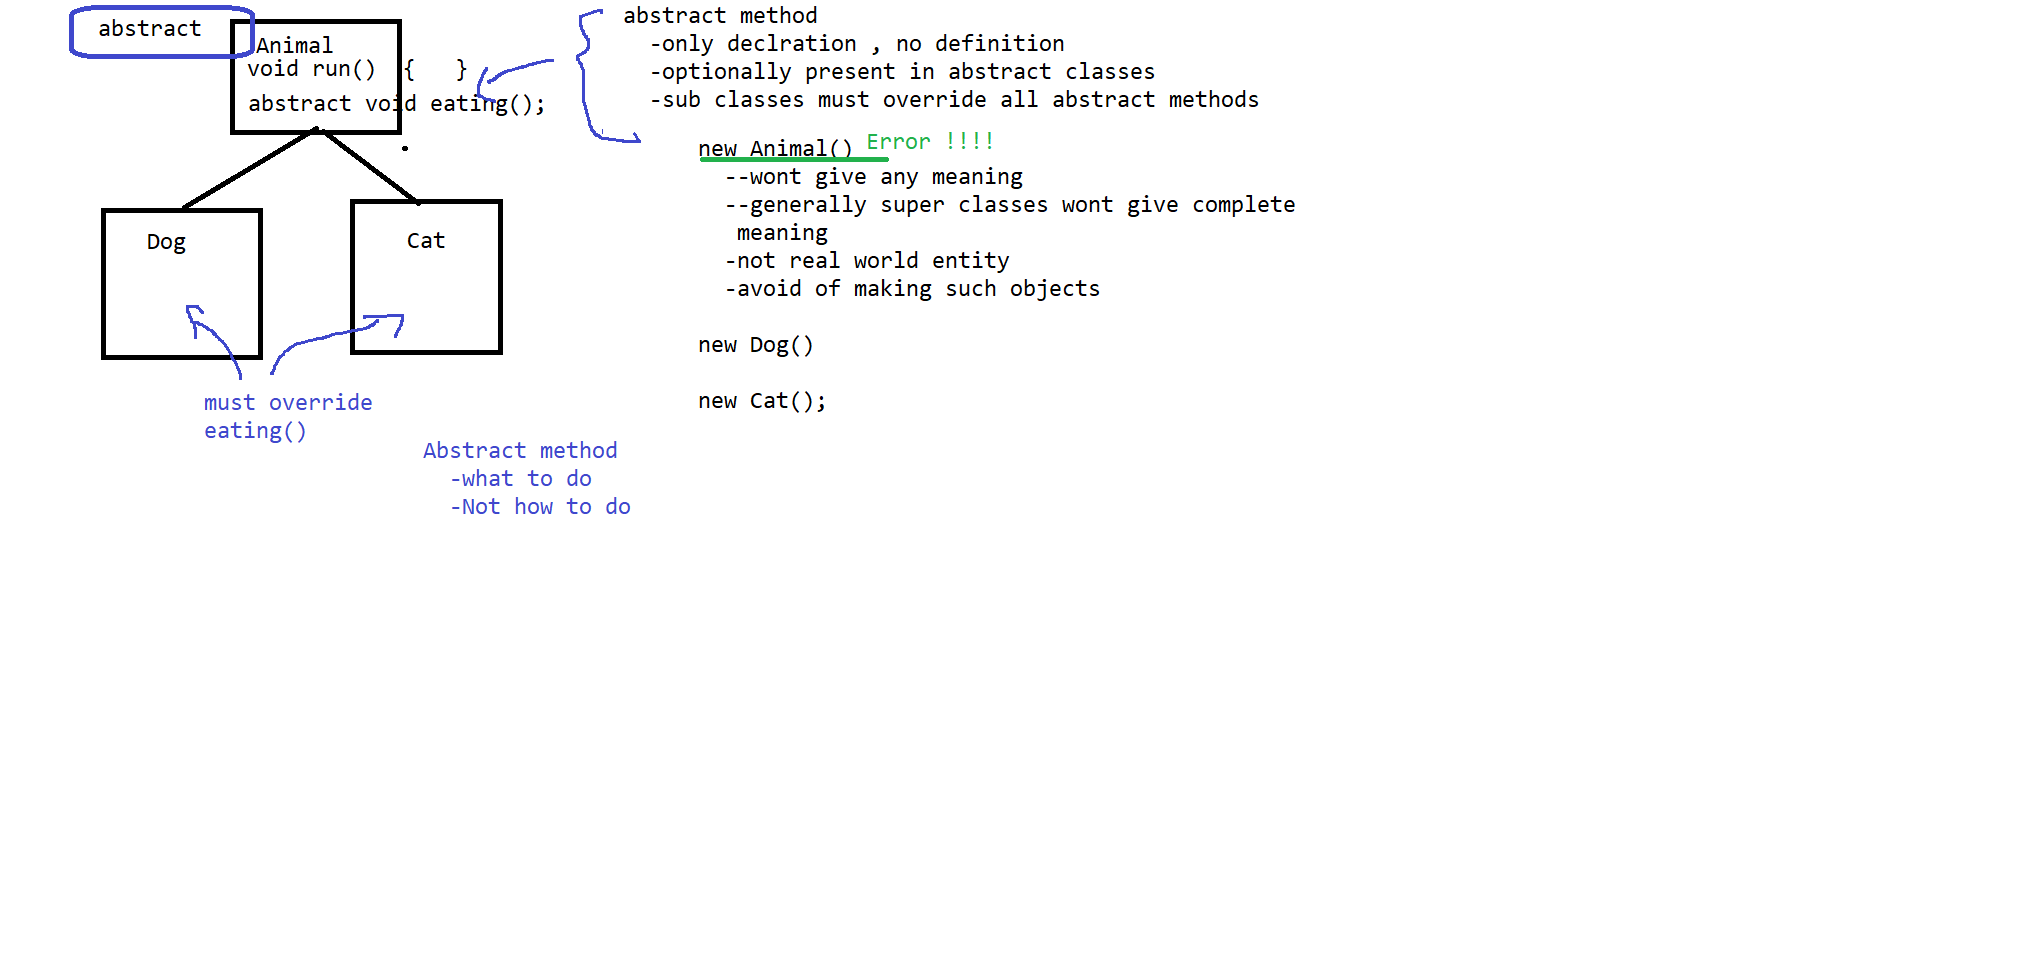 abstract
Animal
void run()  {   }
abstract void eating();
Dog
Cat
must override
eating()
Abstract method
-what to do
-Not how to do
abstract method
-only declration , no definition
-optionally present in abstract classes
-sub classes must override all abstract methods
new Animal() Error !!!!
--wont give any meaning
--generally super classes wont give complete
meaning
-not real world entity
-avoid of making such objects
new Dog()
new Cat();